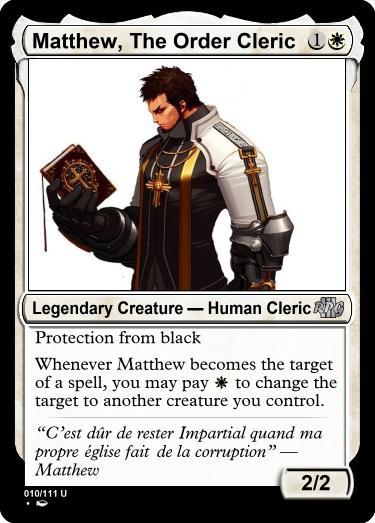 Matthew, The Order Cleric 1
Legendary Creature — Human Cleric RPG
Protection from black
Whenever Matthew becomes the target
of a spell, you may pay to change the
target to another creature you control.
“C'est dûr de rester Impartial quand ma
propre église fait de la corruption” —
Matthew
2/2
010/111 U